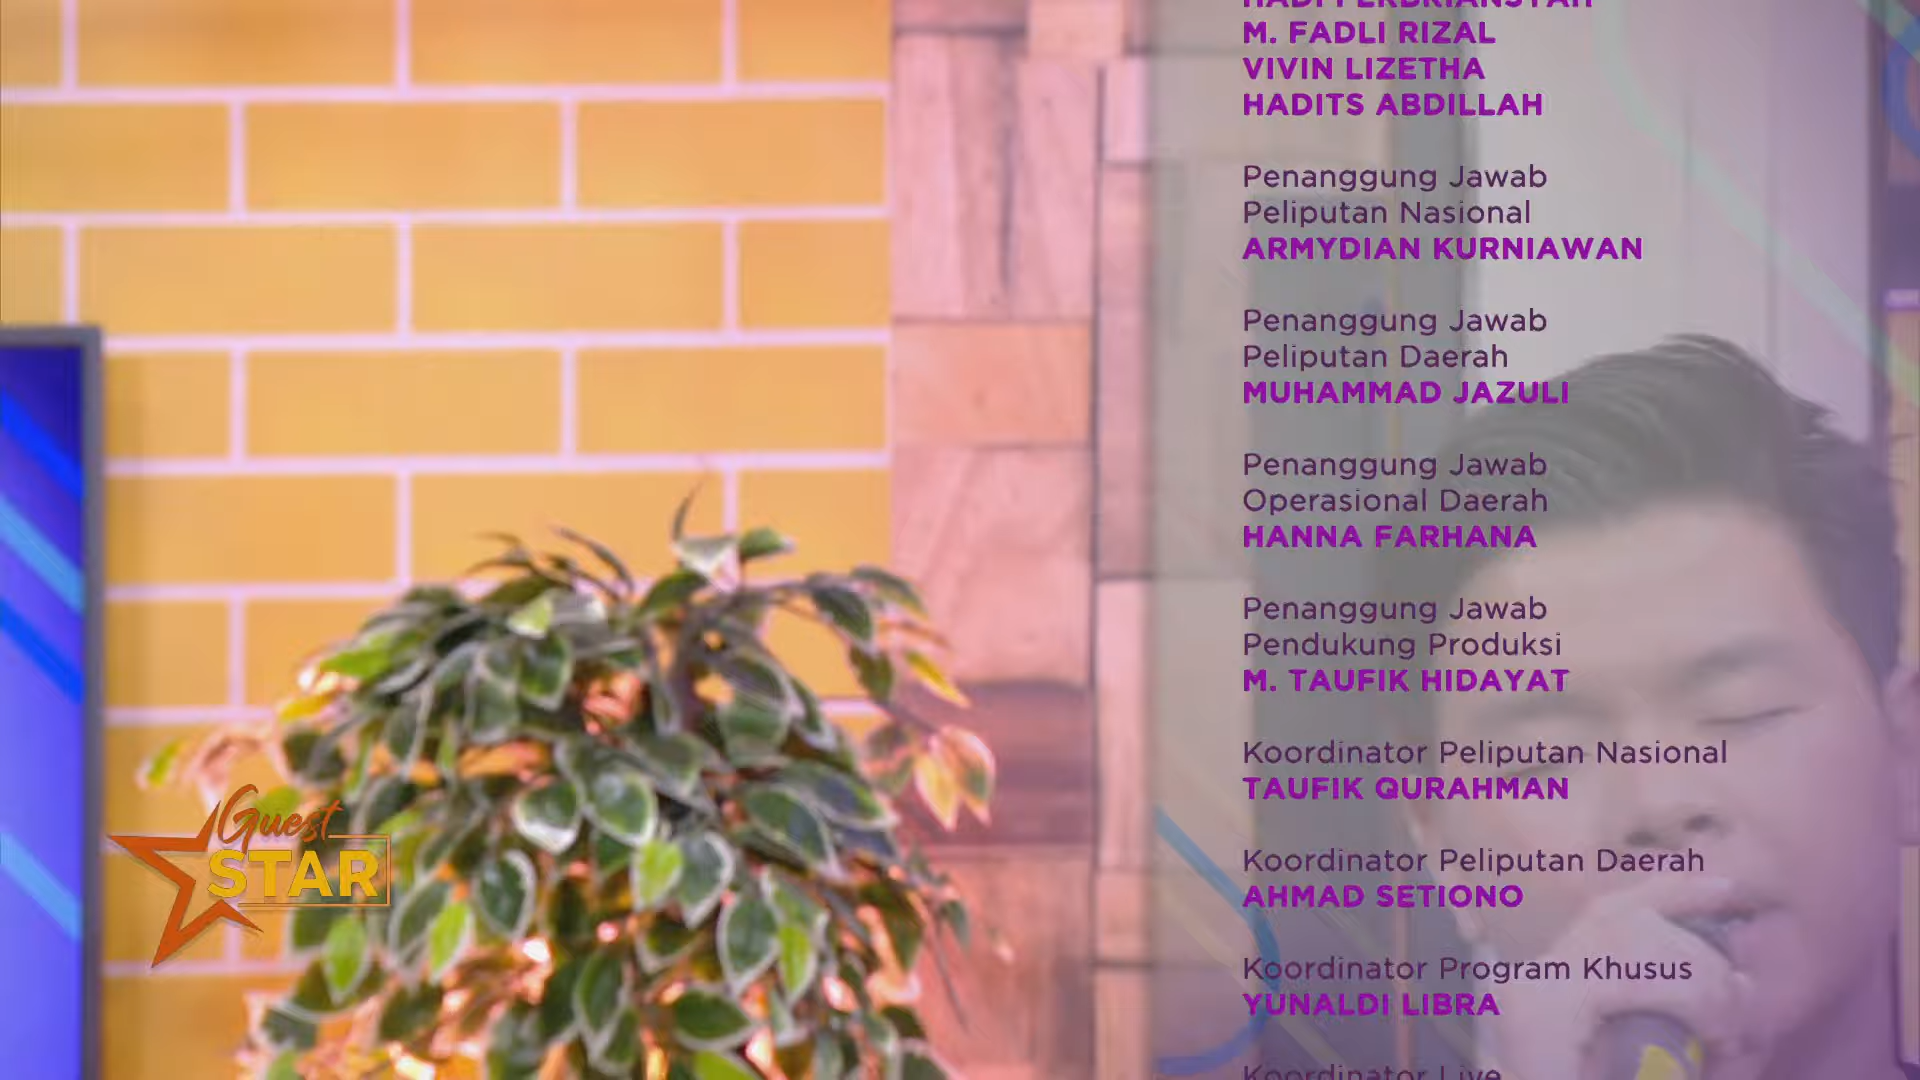 M. FADLI RIZAL
VIVIN LIZETHA
HADITS ABDILLAH
Penanggung Jawab
Peliputan Nasional
ARMYDIAN KURNIAWAN
Penanggung Jawab
Peliputan Daerah
MUHAMMAD JAZULI
Penanggung Jawab
Operasional Daerah
HANNA FARHANA
Penanggung Jawab
Pendukung Produksi
M. TAUFIK HIDAYAT
Koordinator Peliputan Nasional
TAUFIK QURAHMAN
Koordinator Peliputan Daerah
AHMAD SETIONO
Koordinator Program Khusus
YUNALDI LIBRA
Koordinator Live
Guest
STAR